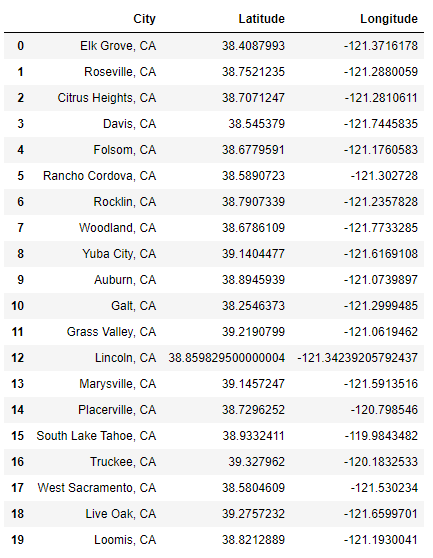 City Latitude Longitude
0 Elk Grove, CA 38.4087993 -121.3716178
1 Roseville, CA 38.7521235 -121.2880059
2 Citrus Heights, CA 38.7071247 -121.2810611
3 Davis, CA 38.545379 -121.7445835
4 Folsom, CA 38.6779591 -121.1760583
5 Rancho Cordova, CA 38.5890723 -121.302728
6 Rocklin, CA 38.7907339 -121.2357828
7 Woodland, CA 38.6786109 -121.7733285
8 Yuba City, CA 39.1404477 -121.6169108
9 Auburn, CA 38.8945939 -121.0739897
10 Galt, CA 38.2546373 -121.2999485
11 Grass Valley, CA 39.2190799 -121.0619462
12 Lincoln, CA 38.859829500000004 -121.34239205792437
13 Marysville, CA 39.1457247 -121.5913516
14 Placerville, CA 38.7296252 -120.798546
15 South Lake Tahoe, CA 38.9332411 -119.9843482
16 Truckee, CA 39.327962 -120.1832533
17 West Sacramento, CA 38.5804609 -121.530234
18 Live Oak, CA 39.2757232 -121.6599701
19 Loomis, CA 38.8212889 -121.1930041